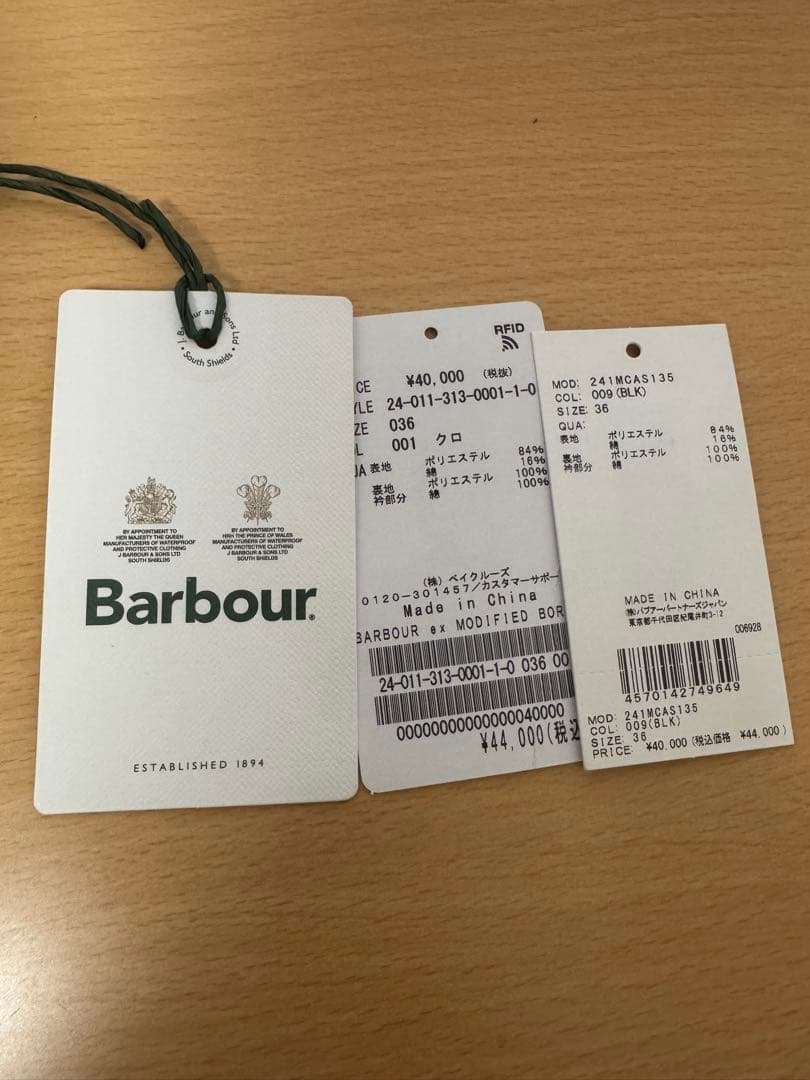 J. Barbour and Sons Ltd
• South Shields •
BY APPOINTMENT TO
HER MAJESTY THE QUEEN
MANUFACTURERS OF WATERPROOF
AND PROTECTIVE CLOTHING
J BARBOUR & SONS LTD
SOUTH SHIELDS
BY APPOINTMENT TO
HRH THE PRINCE OF WALES
MANUFACTURERS OF WATERPROOF
AND PROTECTIVE CLOTHING
J BARBOUR & SONS LTD
SOUTH SHIELDS
Barbour®
ESTABLISHED 1894
RFID
CE ¥40,000 (税抜)
YLE 24-011-313-0001-1-0
ZE 036
L 001 クロ
UA 表地 ポリエステル 84%
綿 16%
裏地 ポリエステル 100%
衿部分 綿 100%
(株)ベイクルーズ
0120-301457/カスタマーサポー
Made in China
BARBOUR ex MODIFIED BOR
24-011-313-0001-1-0 036 00
00000000000000040000
¥44,000(税込
MOD: 241MCAS135
COL: 009(BLK)
SIZE: 36
QUA:
表地 ポリエステル 84%
綿 16%
裏地 ポリエステル 100%
衿部分 綿 100%
MADE IN CHINA
(株)バブアーパートナーズジャパン
東京都千代田区紀尾井町3-12
006928
4570142749649
MOD: 241MCAS135
COL: 009(BLK)
SIZE: 36
PRICE: ¥40,000(税込価格 ¥44,000)